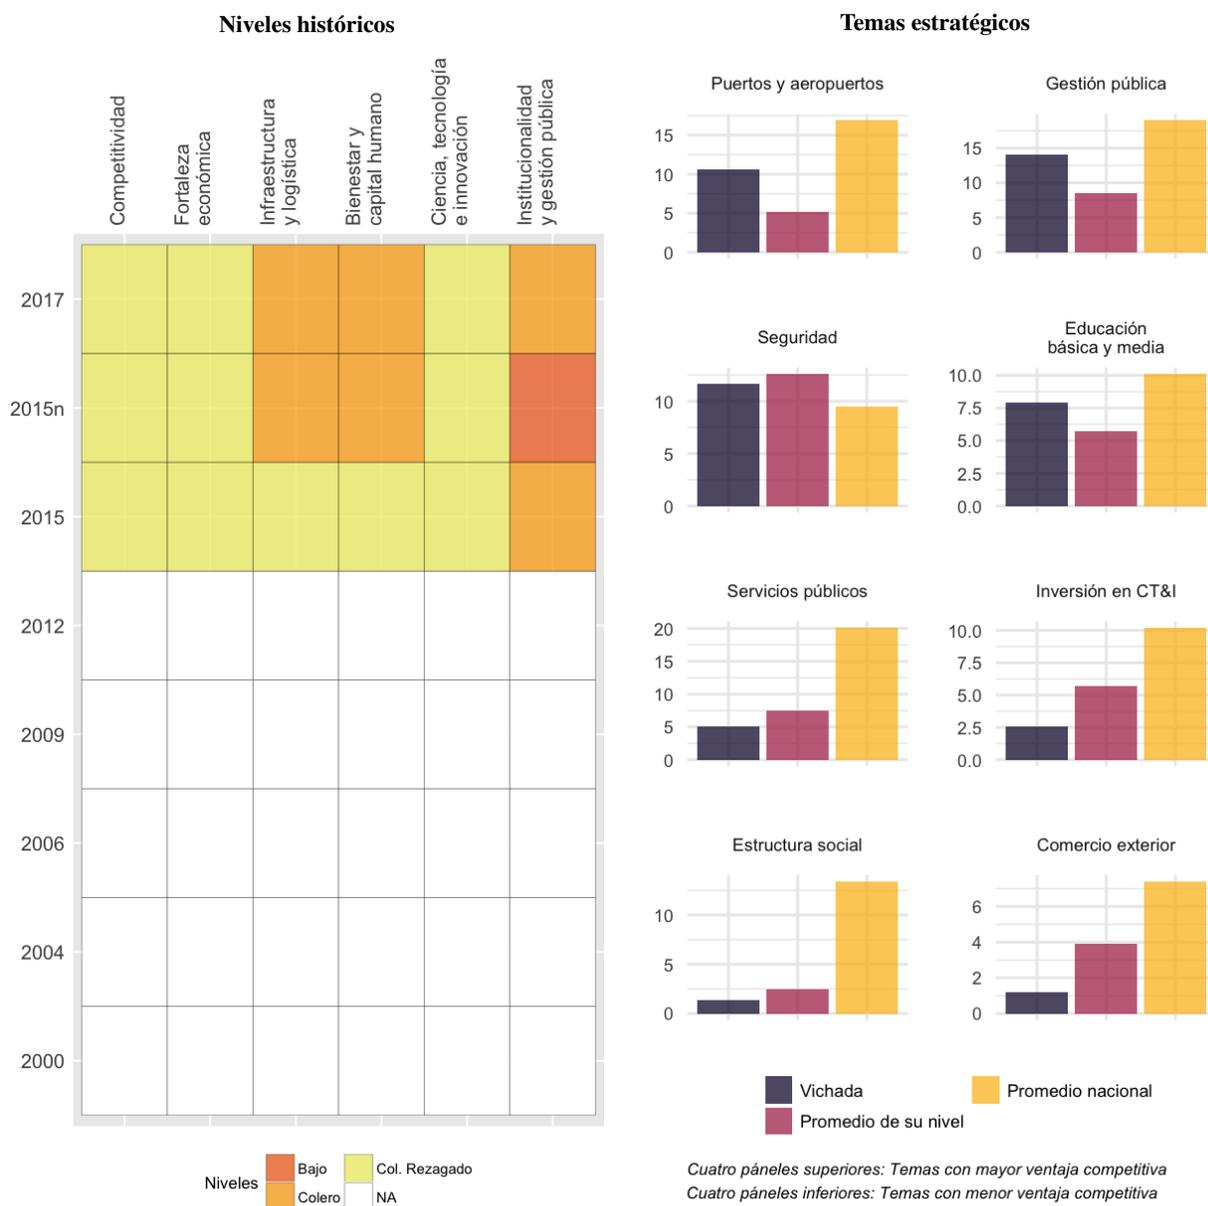 Niveles históricos
Competitividad
Fortaleza
económica
Infraestructura
y logística
Bienestar y
capital humano
Ciencia, tecnología
e innovación
Institucionalidad
y gestión pública
2017
2015n
2015
2012
2009
2006
2004
2000
Niveles
Bajo
Col. Rezagado
Colero
NA
Temas estratégicos
Puertos y aeropuertos
15
10
5
0
Gestión pública
15
10
5
0
Seguridad
10
5
0
Educación
básica y media
10.0
7.5
5.0
2.5
0.0
Servicios públicos
20
15
10
5
0
Inversión en CT&I
10.0
7.5
5.0
2.5
0.0
Estructura social
10
5
0
Comercio exterior
6
4
2
0
Vichada
Promedio nacional
Promedio de su nivel
Cuatro páneles superiores: Temas con mayor ventaja competitiva
Cuatro páneles inferiores: Temas con menor ventaja competitiva